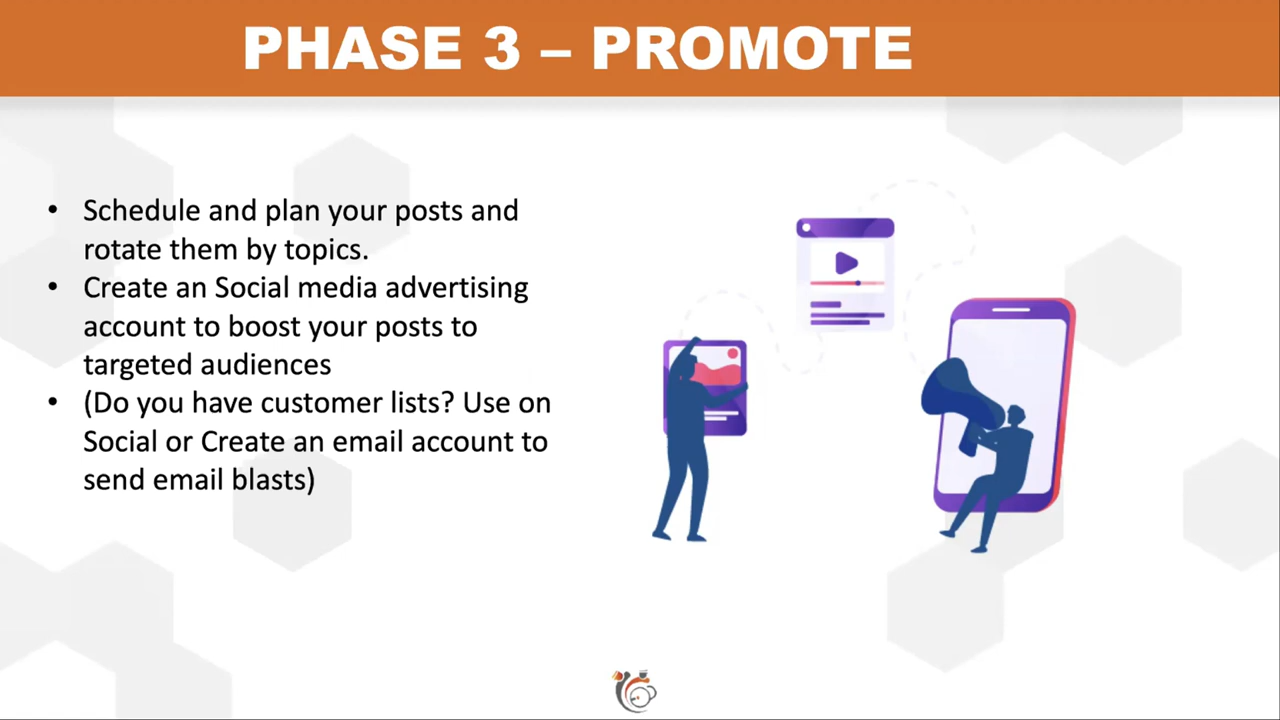 PHASE 3 – PROMOTE
• Schedule and plan your posts and
rotate them by topics.
• Create an Social media advertising
account to boost your posts to
targeted audiences
• (Do you have customer lists? Use on
Social or Create an email account to
send email blasts)